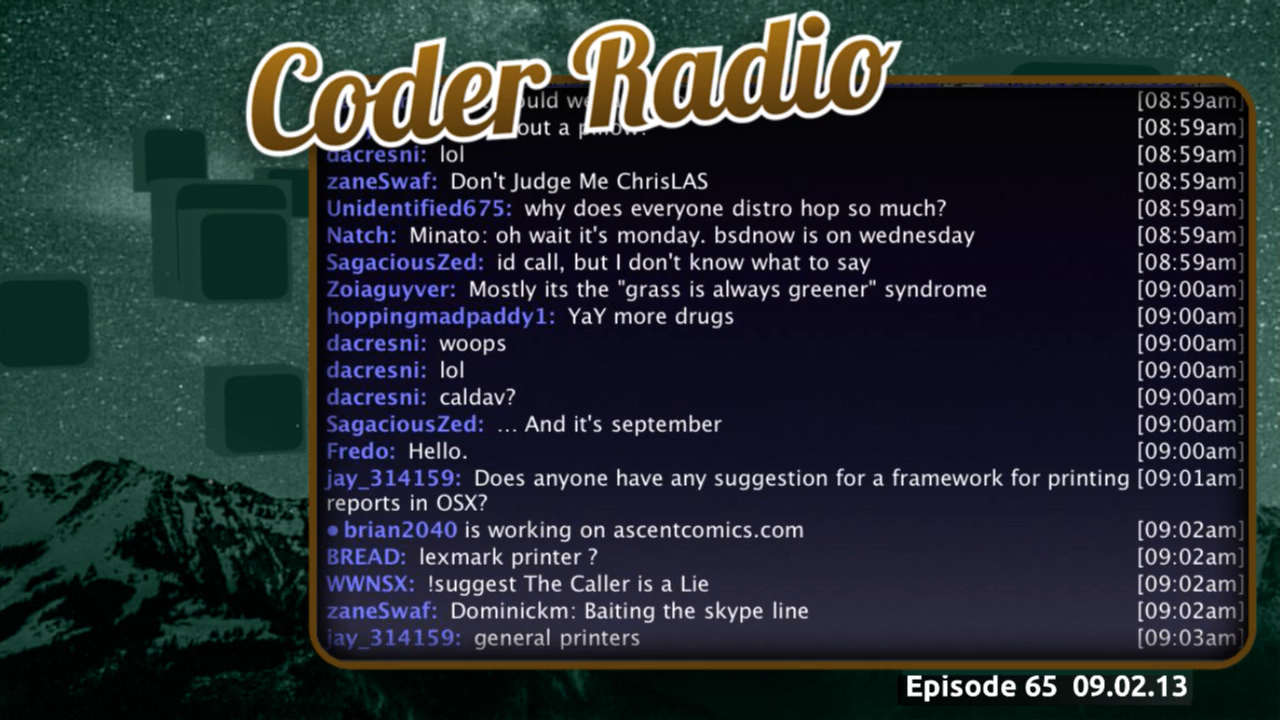 Coder Radio
ould we [08:59am]
out a pillow? [08:59am]
dacresni: lol [08:59am]
zaneSwaf: Don't Judge Me ChrisLAS [08:59am]
Unidentified675: why does everyone distro hop so much? [08:59am]
Natch: Minato: oh wait it's monday. bsdnow is on wednesday [08:59am]
SagaciousZed: id call, but I don't know what to say [08:59am]
Zoiaguyver: Mostly its the "grass is always greener" syndrome [09:00am]
hoppingmadpaddy1: YaY more drugs [09:00am]
dacresni: woops [09:00am]
dacresni: lol [09:00am]
dacresni: caldav? [09:00am]
SagaciousZed: ... And it's september [09:00am]
Fredo: Hello. [09:00am]
jay_314159: Does anyone have any suggestion for a framework for printing [09:01am]
reports in OSX?
• brian2040 is working on ascentcomics.com [09:02am]
BREAD: lexmark printer ? [09:02am]
WWNSX: !suggest The Caller is a Lie [09:02am]
zaneSwaf: Dominickm: Baiting the skype line [09:02am]
jay_314159: general printers [09:03am]
Episode 65 09.02.13